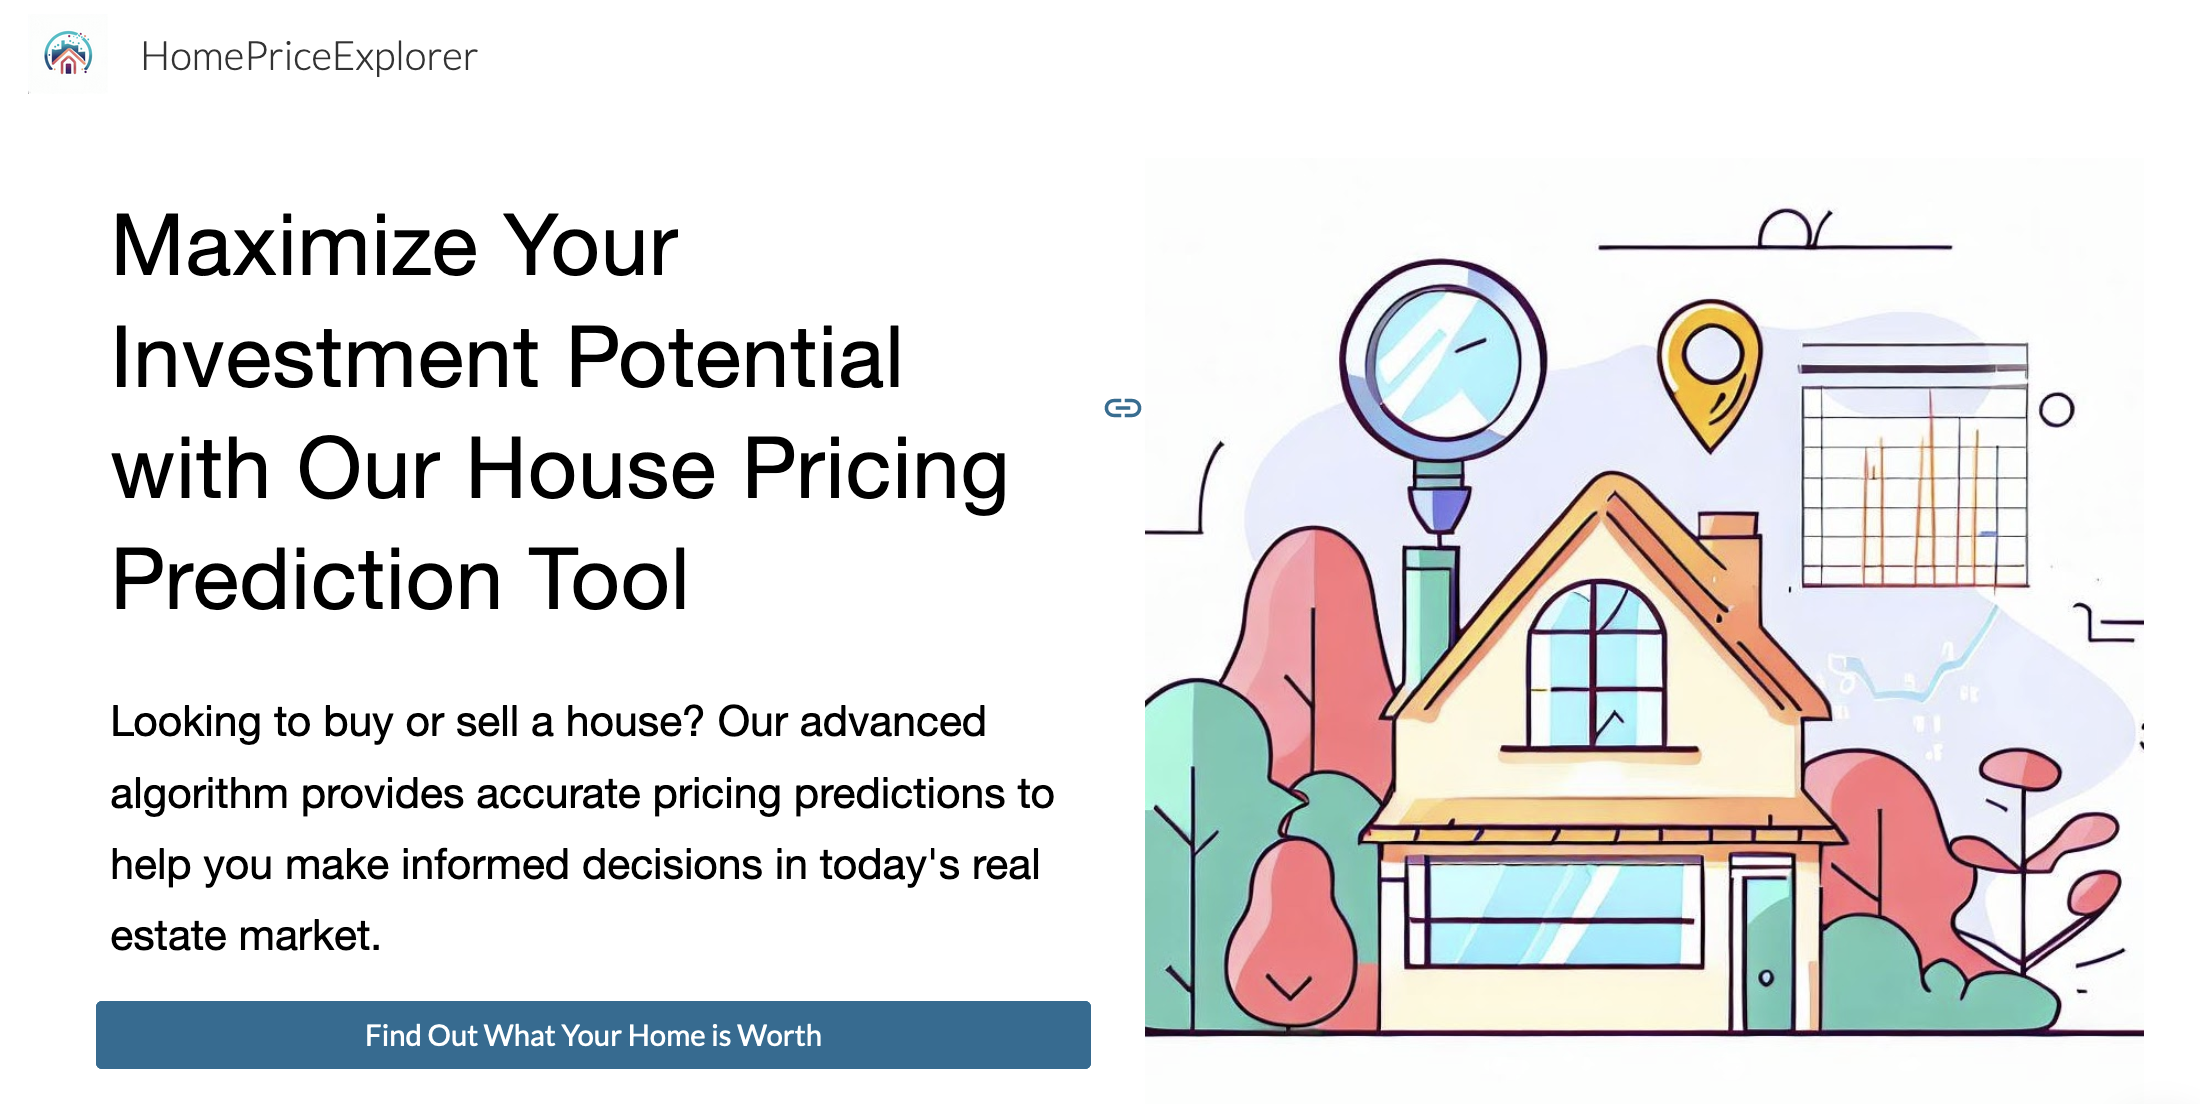 HomePriceExplorer
Maximize Your
Investment Potential
with Our House Pricing
Prediction Tool
Looking to buy or sell a house? Our advanced
algorithm provides accurate pricing predictions to
help you make informed decisions in today's real
estate market.
Find Out What Your Home is Worth